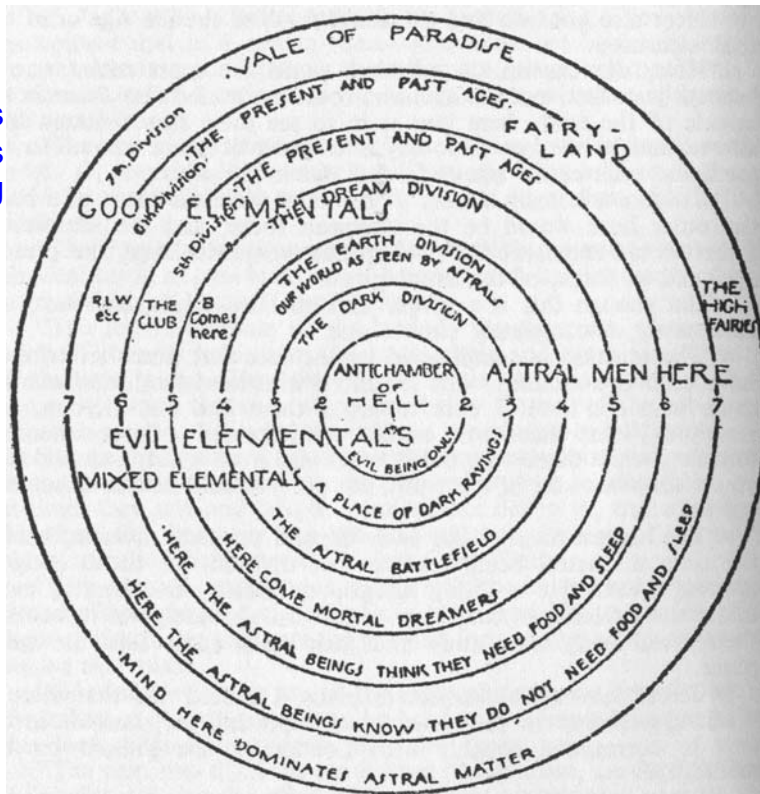 VALE OF PARADISE
7th Division. THE PRESENT AND PAST AGES.
FAIRY LAND
6th Division. THE PRESENT AND PAST AGES
5th Division. THE DREAM DIVISION
GOOD ELEMENTALS
THE EARTH DIVISION
OUR WORLD AS SEEN BY ASTRALS
THE DARK DIVISION
R.L.W etc
THE CLUB
B Comes here
THE HIGH FAIRIES
ANTICHAMBER
OF
HELL
ASTRAL MEN HERE
7 6 5 4 3 2 2 3 4 5 6 7
EVIL BEING ONLY
EVIL ELEMENTALS
MIXED ELEMENTALS
A PLACE OF DARK RAVINGS
THE ASTRAL BATTLEFIELD
HERE COME MORTAL DREAMERS
HERE THE ASTRAL BEINGS THINK THEY NEED FOOD AND SLEEP
HERE THE ASTRAL BEINGS KNOW THEY DO NOT NEED FOOD AND SLEEP
MIND HERE DOMINATES ASTRAL MATTER